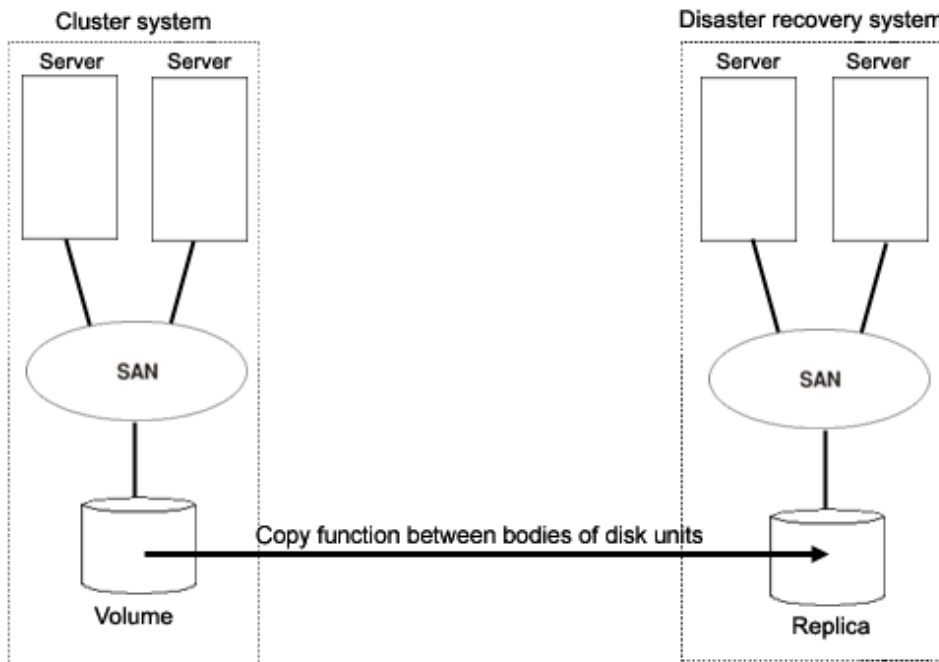 Cluster system
Disaster recovery system
Server
Server
Server
Server
SAN
SAN
Copy function between bodies of disk units
Volume
Replica